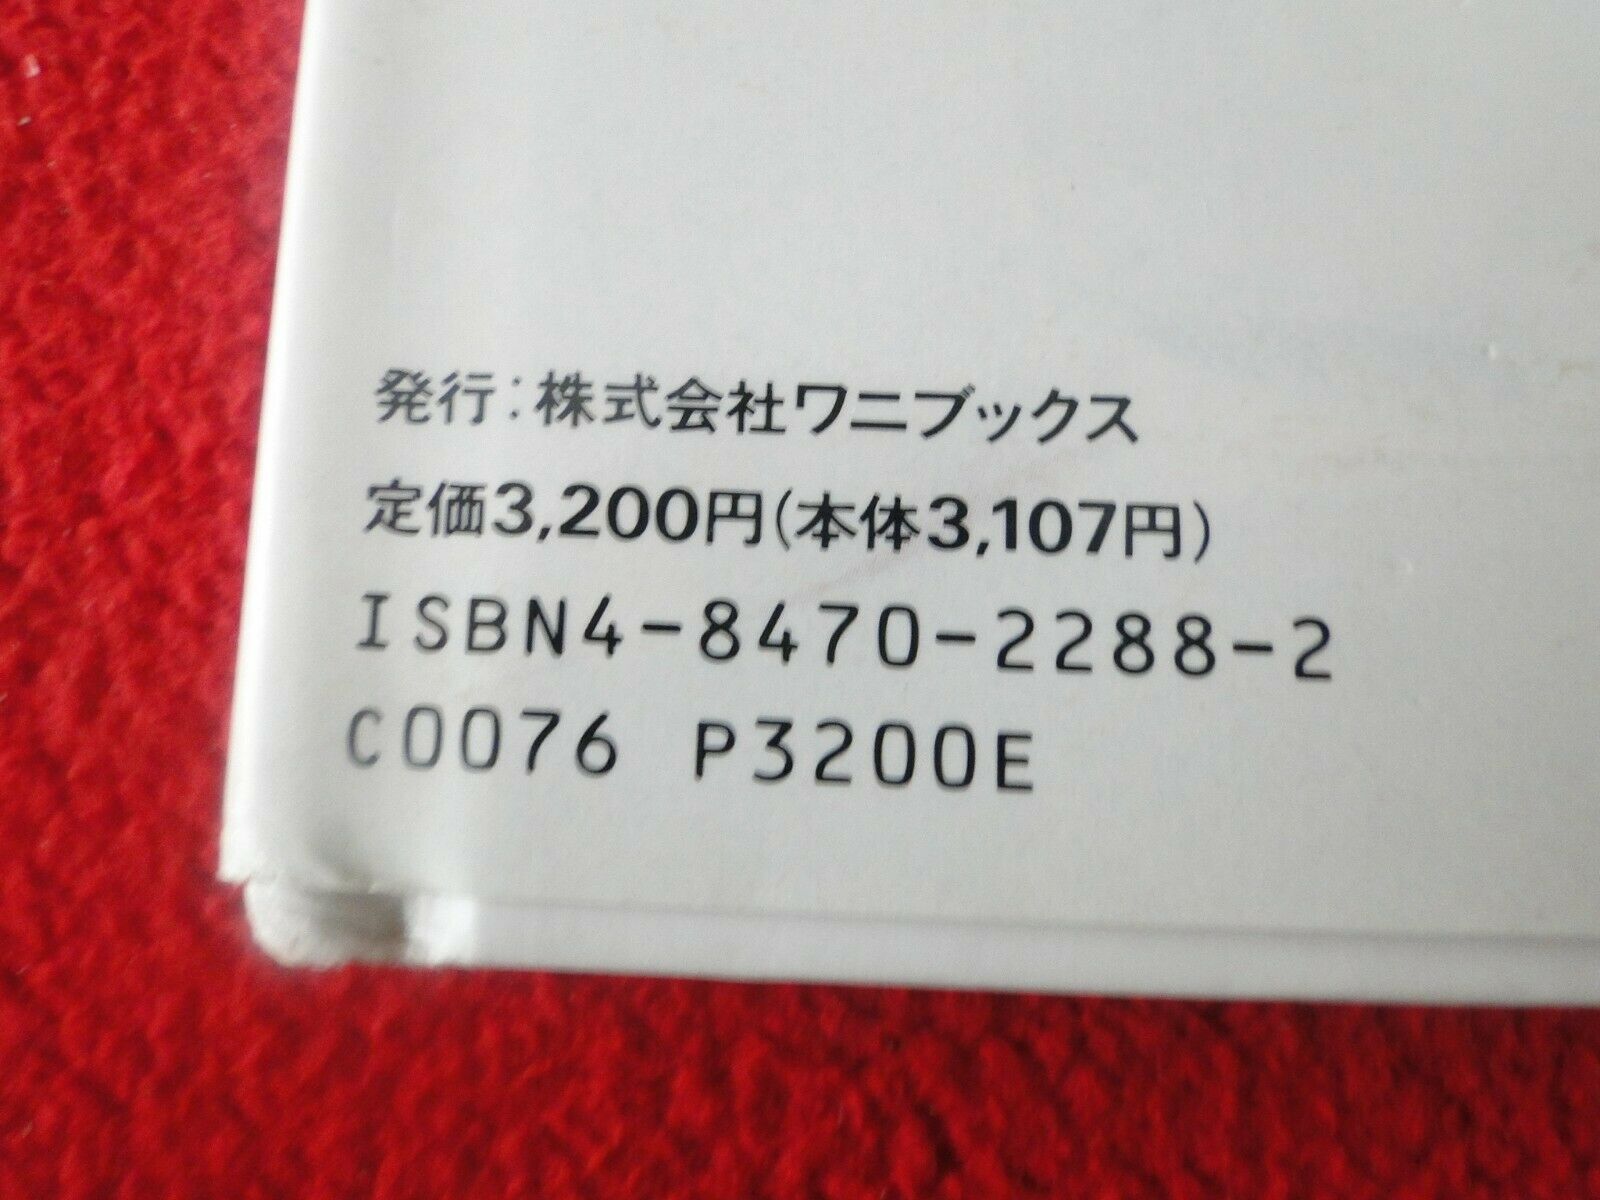 発行：株式会社ワニブックス
定価3,200円（本体3,107円）
ISBN4-8470-2288-2
C0076 P3200E